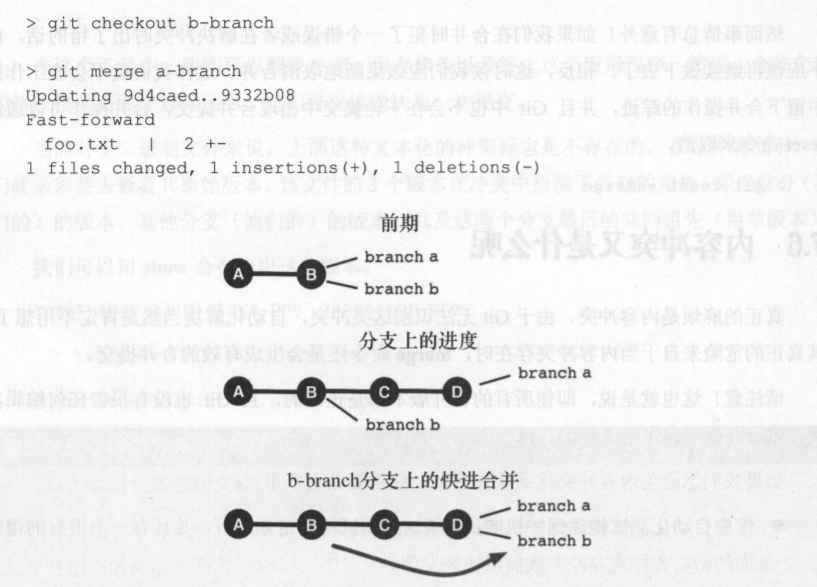 > git checkout b-branch
> git merge a-branch
Updating 9d4caed..9332b08
Fast-forward
foo.txt | 2 +-
1 files changed, 1 insertions(+), 1 deletions(-)
前期
A B branch a
branch b
分支上的进度
A B C D branch a
branch b
b-branch分支上的快进合并
A B C D branch a
branch b